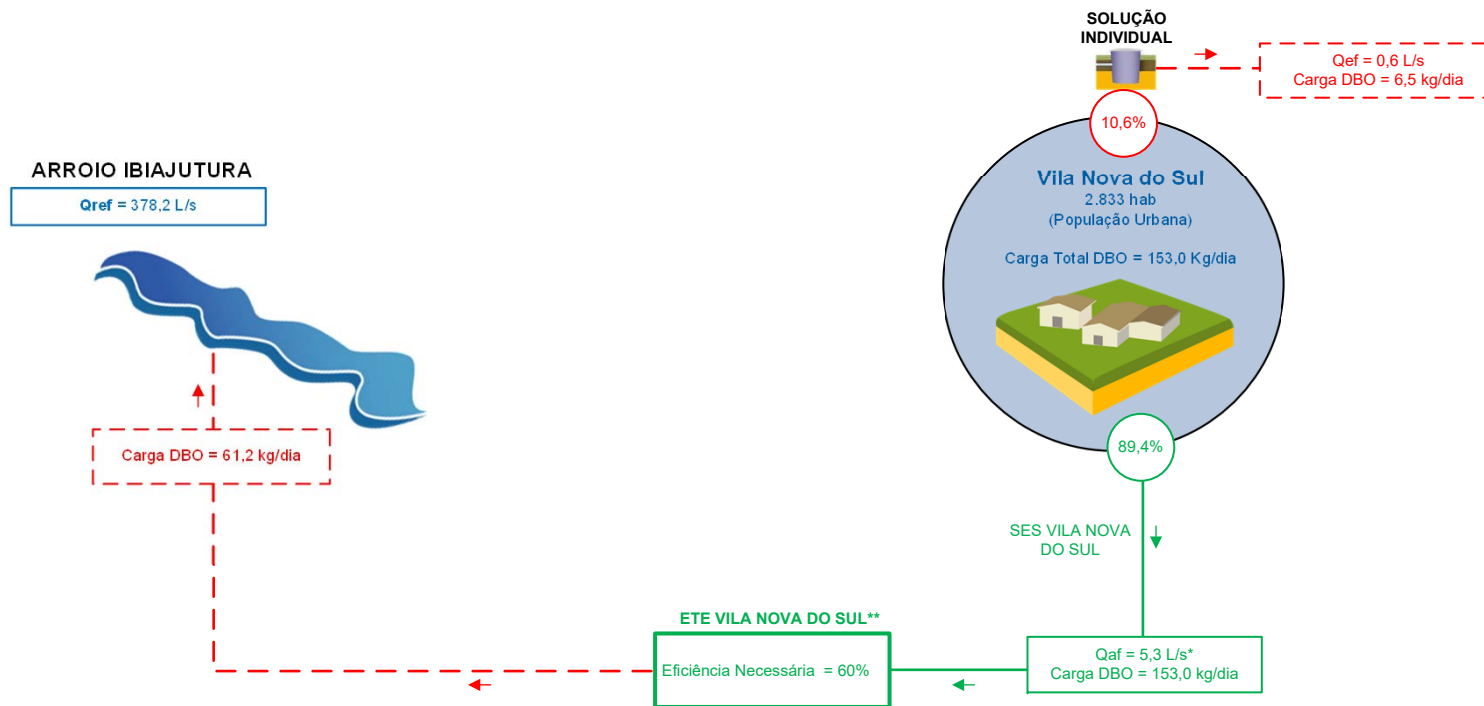 SOLUÇÃO
INDIVIDUAL
Qef = 0,6 L/s
Carga DBO = 6,5 kg/dia
10,6%
ARROIO IBIAJUTURA
Qref = 378,2 L/s
Vila Nova do Sul
2.833 hab
(População Urbana)
Carga Total DBO = 153,0 Kg/dia
89,4%
Carga DBO = 61,2 kg/dia
SES VILA NOVA
DO SUL
ETE VILA NOVA DO SUL**
Eficiência Necessária = 60%
Qaf = 5,3 L/s*
Carga DBO = 153,0 kg/dia